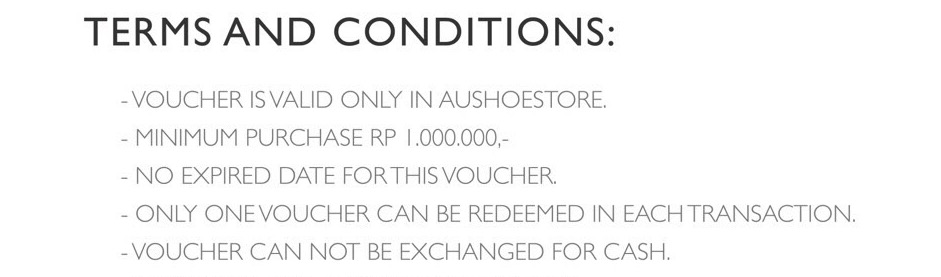 TERMS AND CONDITIONS:
- VOUCHER IS VALID ONLY IN AUSHOESTORE.
- MINIMUM PURCHASE RP 1.000.000,-
- NO EXPIRED DATE FOR THIS VOUCHER.
- ONLY ONE VOUCHER CAN BE REDEEMED IN EACH TRANSACTION.
- VOUCHER CAN NOT BE EXCHANGED FOR CASH.